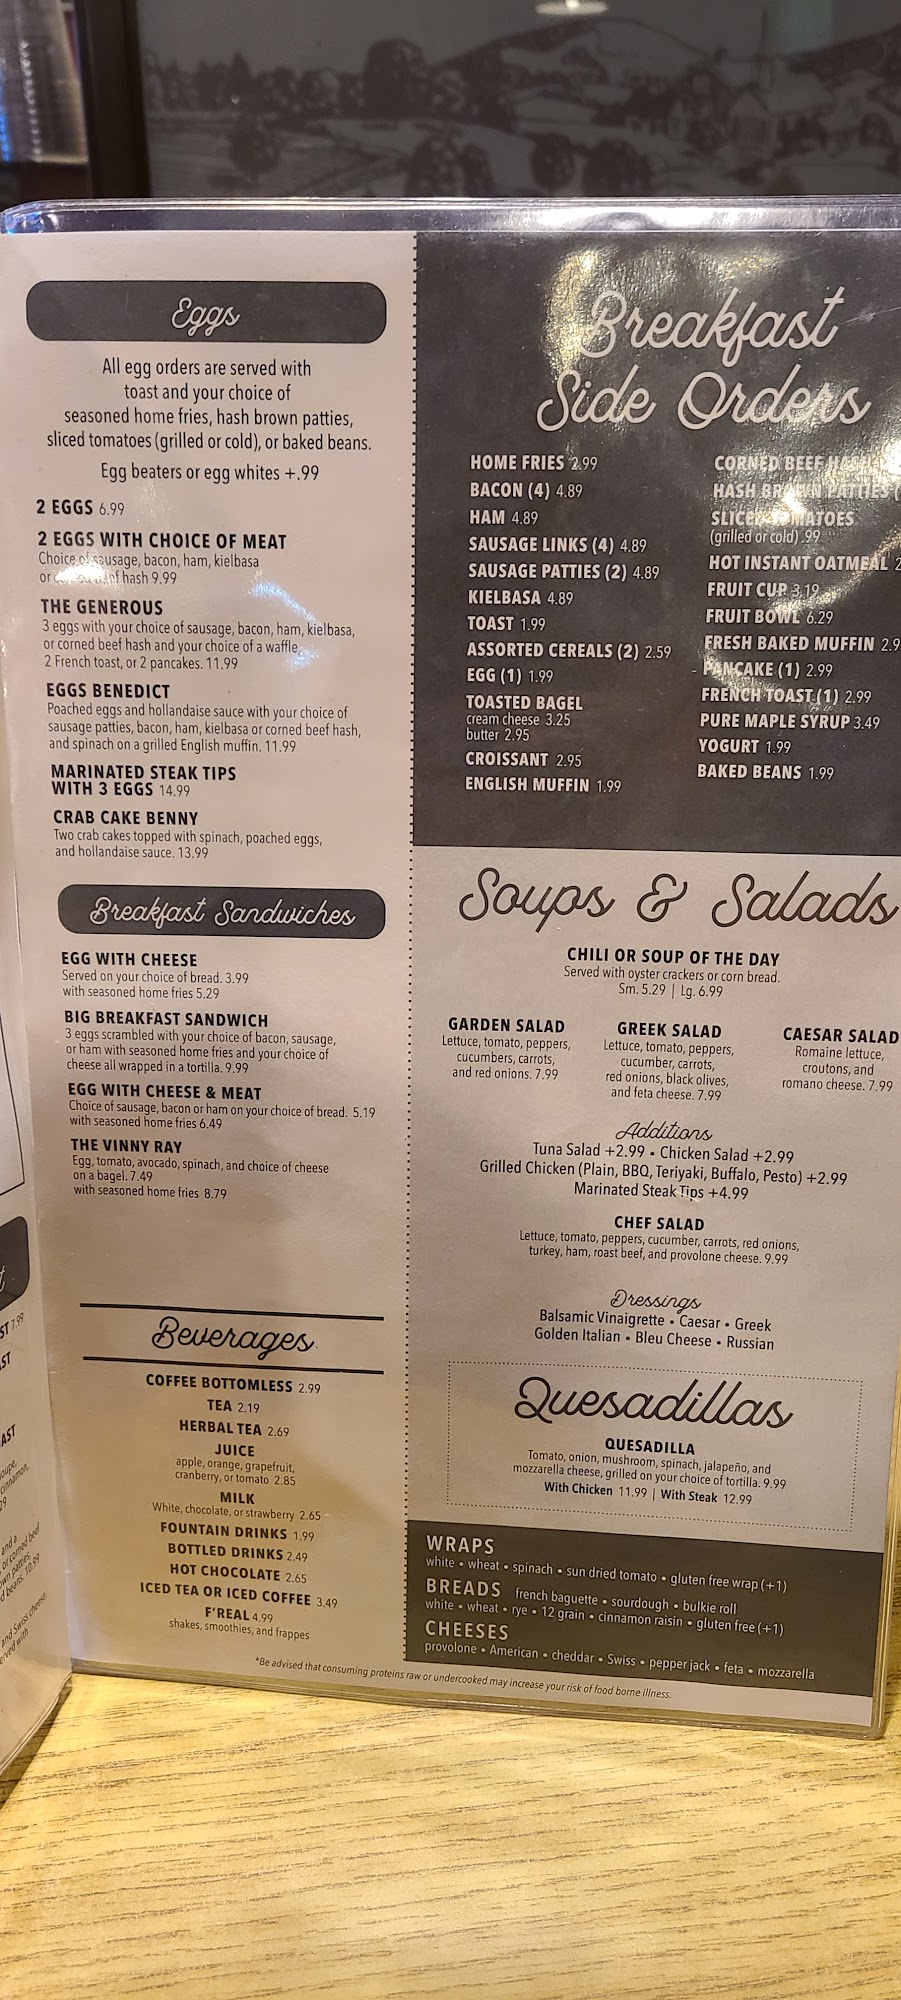 Eggs
All egg orders are served with
toast and your choice of
seasoned home fries, hash brown patties,
sliced tomatoes (grilled or cold), or baked beans.
Egg beaters or egg whites +.99
2 EGGS 6.99
2 EGGS WITH CHOICE OF MEAT
Choice of sausage, bacon, ham, kielbasa
or corned beef hash 9.99
THE GENEROUS
3 eggs with your choice of sausage, bacon, ham, kielbasa,
or corned beef hash and your choice of a waffle,
2 French toast, or 2 pancakes. 11.99
EGGS BENEDICT
Poached eggs and hollandaise sauce with your choice of
sausage patties, bacon, ham, kielbasa or corned beef hash,
and spinach on a grilled English muffin. 11.99
MARINATED STEAK TIPS
WITH 3 EGGS 14.99
CRAB CAKE BENNY
Two crab cakes topped with spinach, poached eggs,
and hollandaise sauce. 13.99
Breakfast Sandwiches
EGG WITH CHEESE
Served on your choice of bread. 3.99
with seasoned home fries 5.29
BIG BREAKFAST SANDWICH
3 eggs scrambled with your choice of bacon, sausage,
or ham with seasoned home fries and your choice of
cheese all wrapped in a tortilla. 9.99
EGG WITH CHEESE & MEAT
Choice of sausage, bacon or ham on your choice of bread. 5.19
with seasoned home fries 6.49
THE VINNY RAY
Egg, tomato, avocado, spinach, and choice of cheese
on a bagel. 7.49
with seasoned home fries 8.79
Beverages
COFFEE BOTTOMLESS 2.99
TEA 2.19
HERBAL TEA 2.69
JUICE
apple, orange, grapefruit,
cranberry, or tomato 2.85
MILK
White, chocolate, or strawberry 2.65
FOUNTAIN DRINKS 1.99
BOTTLED DRINKS 2.49
HOT CHOCOLATE 2.65
ICED TEA OR ICED COFFEE 3.49
F'REAL 4.99
shakes, smoothies, and frappes
Breakfast
Side Orders
HOME FRIES 2.99
BACON (4) 4.89
HAM 4.89
SAUSAGE LINKS (4) 4.89
SAUSAGE PATTIES (2) 4.89
KIELBASA 4.89
TOAST 1.99
ASSORTED CEREALS (2) 2.59
EGG (1) 1.99
TOASTED BAGEL
cream cheese 3.25
butter 2.95
CROISSANT 2.95
ENGLISH MUFFIN 1.99
CORNED BEEF HASH
HASH BROWN PATTIES
SLICED TOMATOES
(grilled or cold) .99
HOT INSTANT OATMEAL
FRUIT CUP 3.19
FRUIT BOWL 6.29
FRESH BAKED MUFFIN
PANCAKE (1) 2.99
FRENCH TOAST (1) 2.99
PURE MAPLE SYRUP 3.49
YOGURT 1.99
BAKED BEANS 1.99
Soups & Salads
CHILI OR SOUP OF THE DAY
Served with oyster crackers or corn bread.
Sm. 5.29 | Lg. 6.99
GARDEN SALAD
Lettuce, tomato, peppers,
cucumbers, carrots,
and red onions. 7.99
GREEK SALAD
Lettuce, tomato, peppers,
cucumber, carrots,
red onions, black olives,
and feta cheese. 7.99
CAESAR SALAD
Romaine lettuce,
croutons, and
romano cheese. 7.99
Additions
Tuna Salad +2.99 • Chicken Salad +2.99
Grilled Chicken (Plain, BBQ, Teriyaki, Buffalo, Pesto) +2.99
Marinated Steak Tips +4.99
CHEF SALAD
Lettuce, tomato, peppers, cucumber, carrots, red onions,
turkey, ham, roast beef, and provolone cheese. 9.99
Dressings
Balsamic Vinaigrette • Caesar • Greek
Golden Italian • Bleu Cheese • Russian
Quesadillas
QUESADILLA
Tomato, onion, mushroom, spinach, jalapeño, and
mozzarella cheese, grilled on your choice of tortilla. 9.99
With Chicken 11.99 | With Steak 12.99
WRAPS
white • wheat • spinach • sun dried tomato • gluten free wrap (+1)
BREADS french baguette • sourdough • bulkie roll
white • wheat • rye • 12 grain • cinnamon raisin • gluten free (+1)
CHEESES
provolone • American • cheddar • Swiss • pepper jack • feta • mozzarella
*Be advised that consuming proteins raw or undercooked may increase your risk of food borne illness.